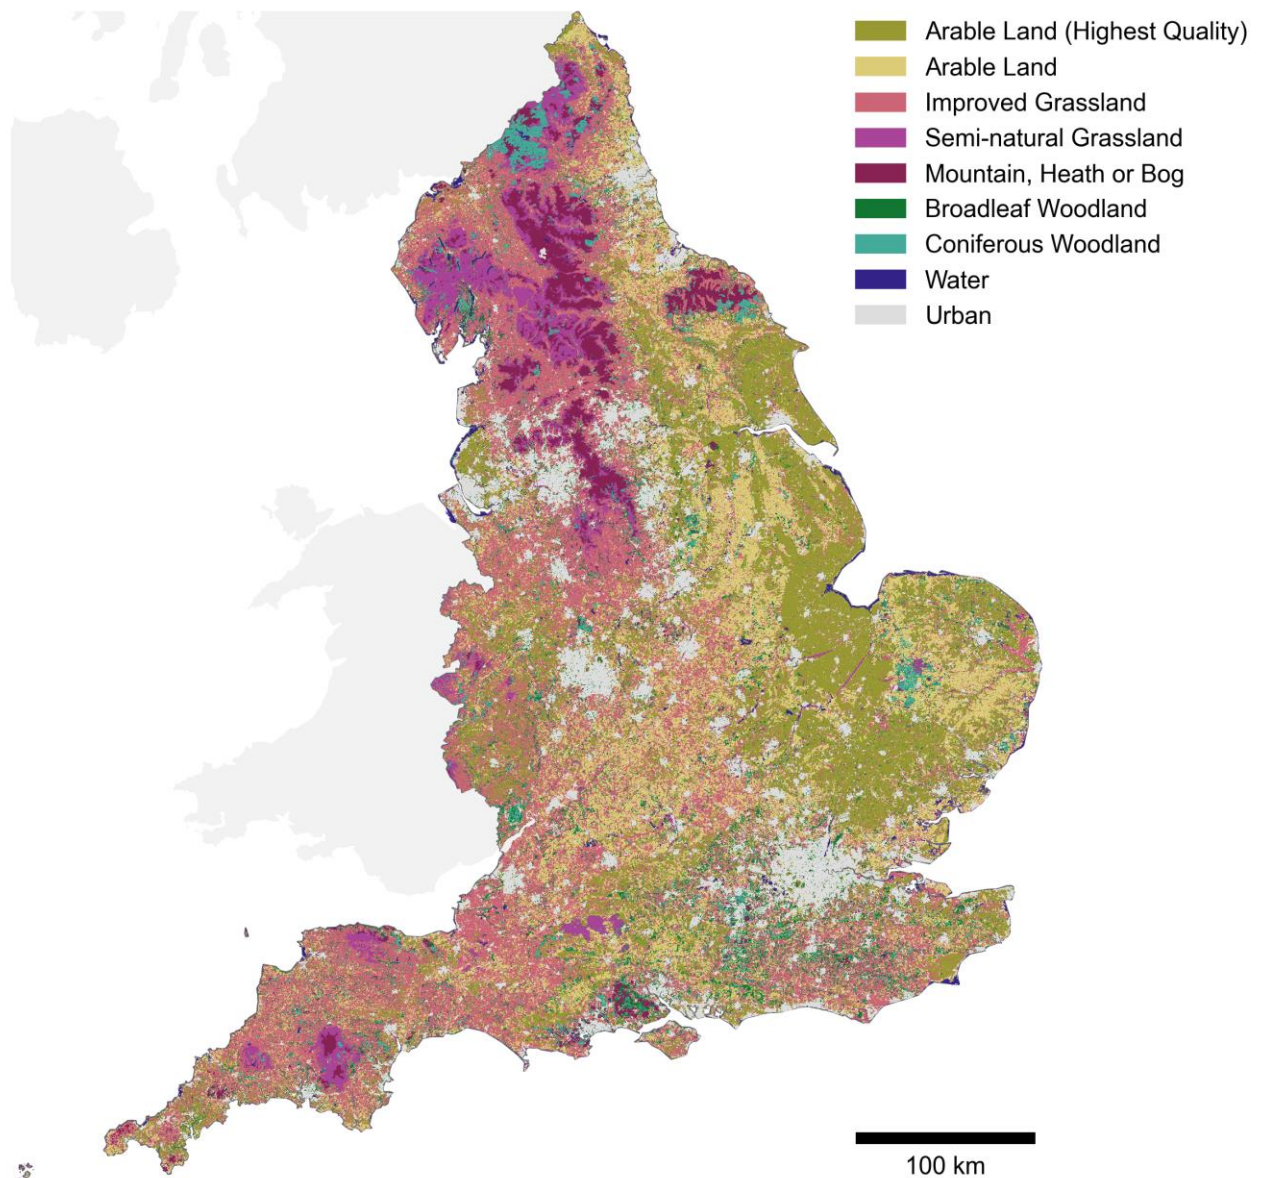 Arable Land (Highest Quality)
Arable Land
Improved Grassland
Semi-natural Grassland
Mountain, Heath or Bog
Broadleaf Woodland
Coniferous Woodland
Water
Urban
100 km